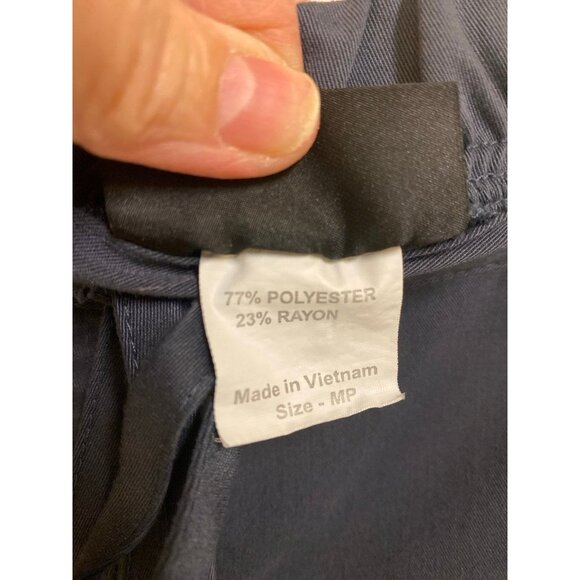 77% POLYESTER
23% RAYON
Made in Vietnam
Size - MP